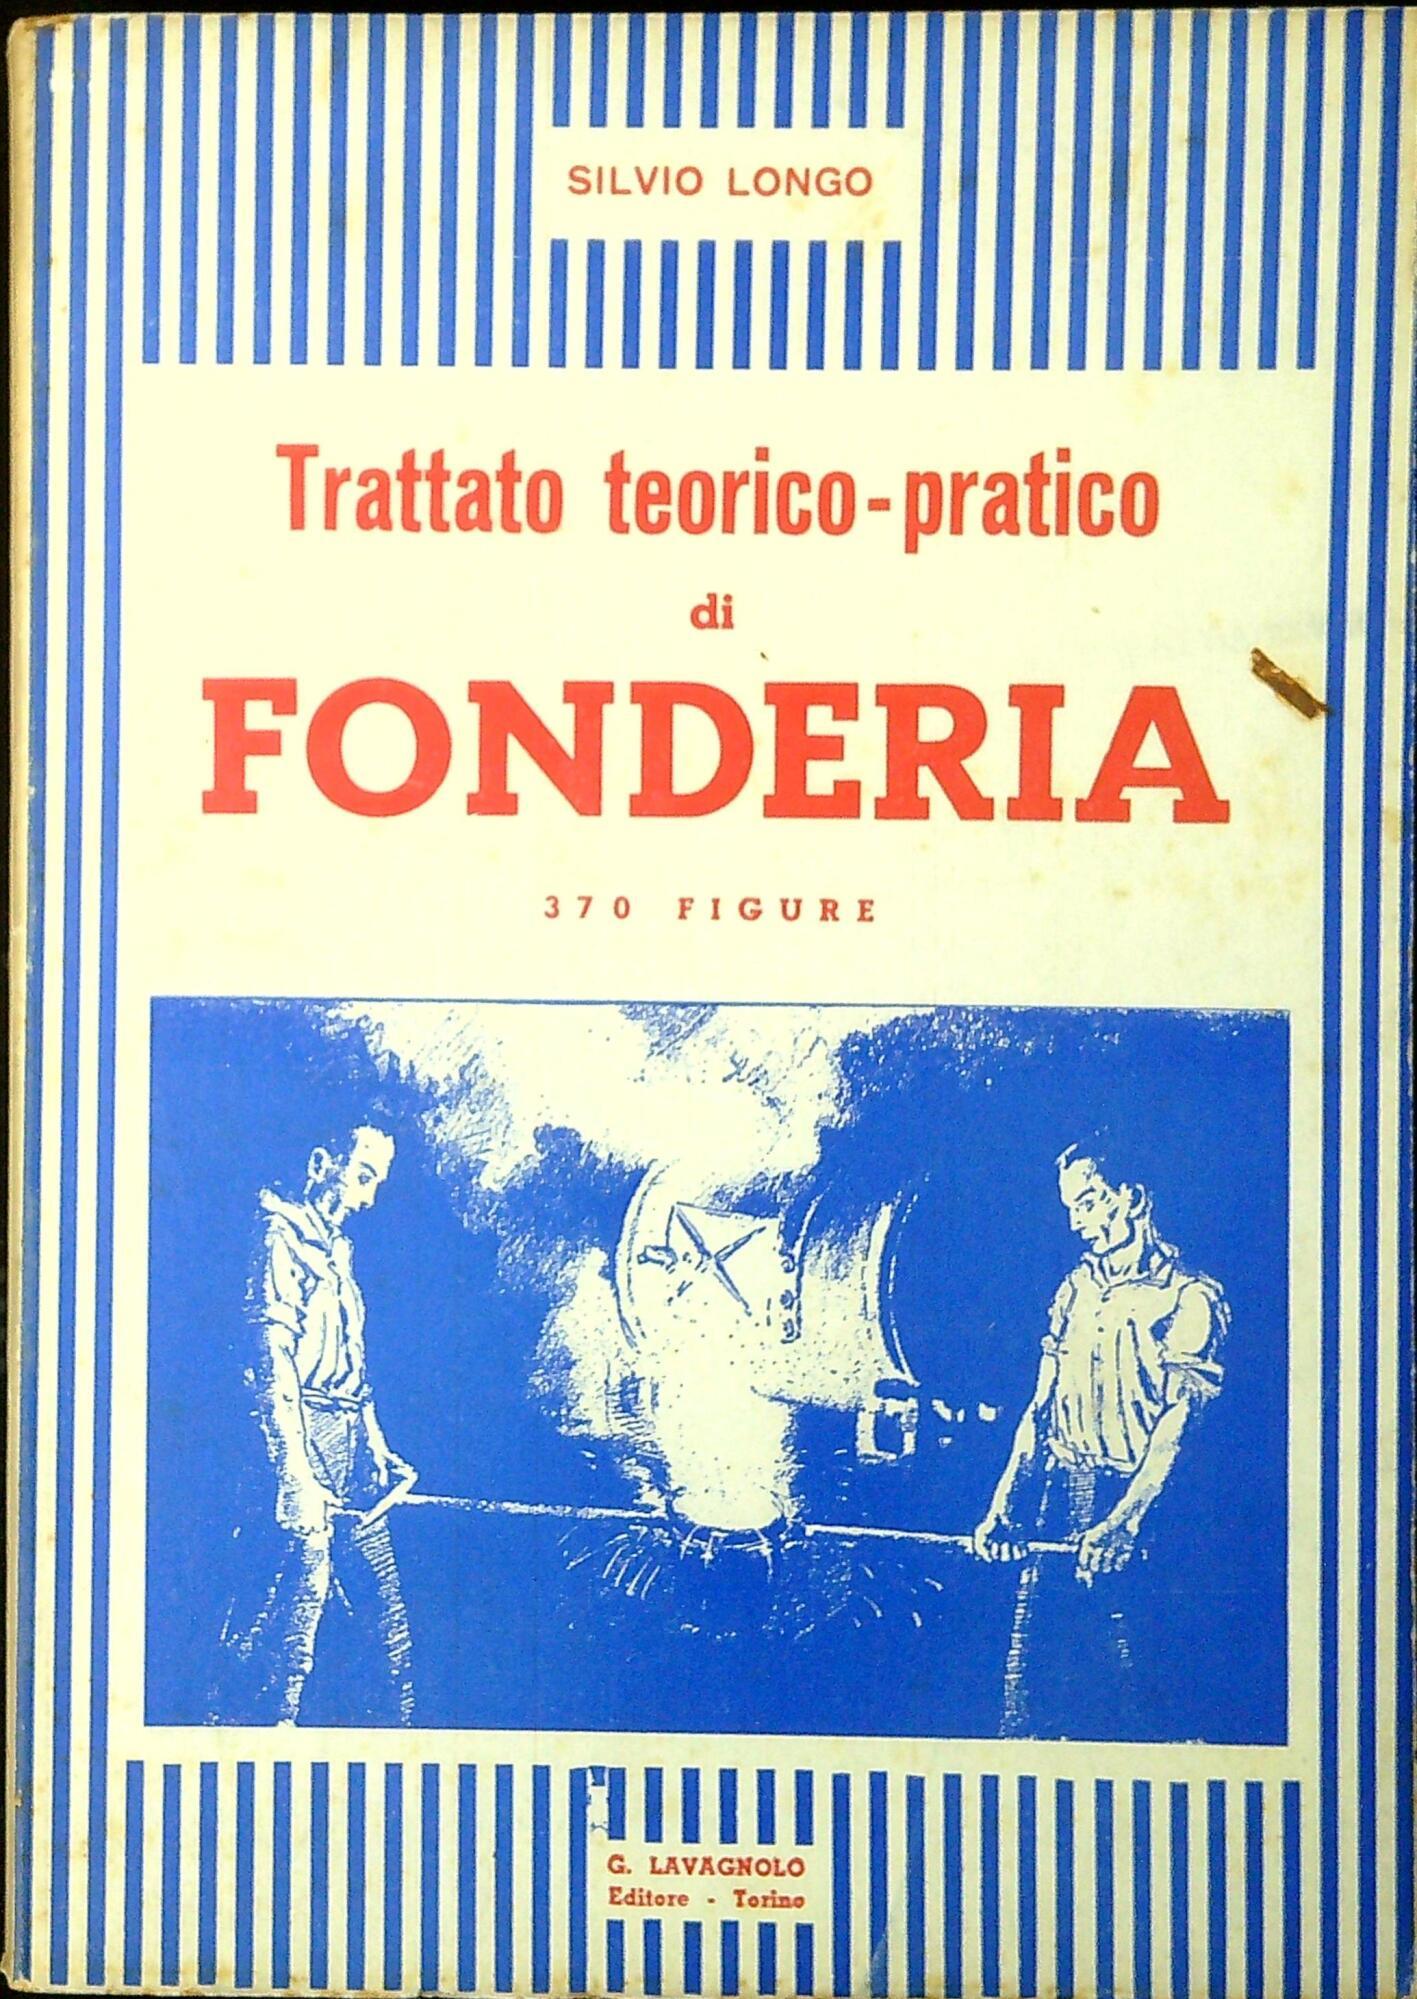 SILVIO LONGO
Trattato teorico-pratico
di
FONDERIA
370 FIGURE
G. LAVAGNOLO
Editore - Torino